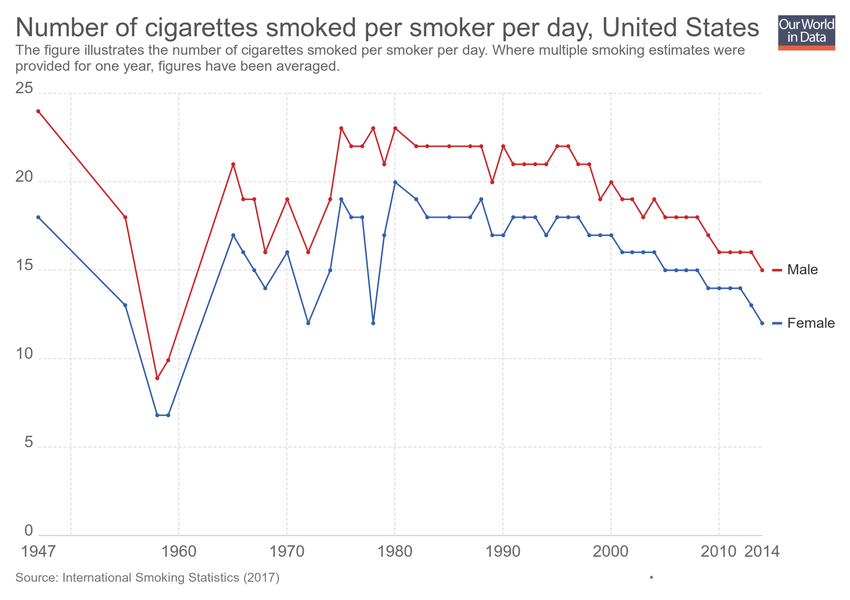 Number of cigarettes smoked per smoker per day, United States
Our World
in Data
The figure illustrates the number of cigarettes smoked per smoker per day. Where multiple smoking estimates were
provided for one year, figures have been averaged.
25
20
15
10
5
0
Male
Female
1947 1960 1970 1980 1990 2000 2010 2014
Source: International Smoking Statistics (2017)